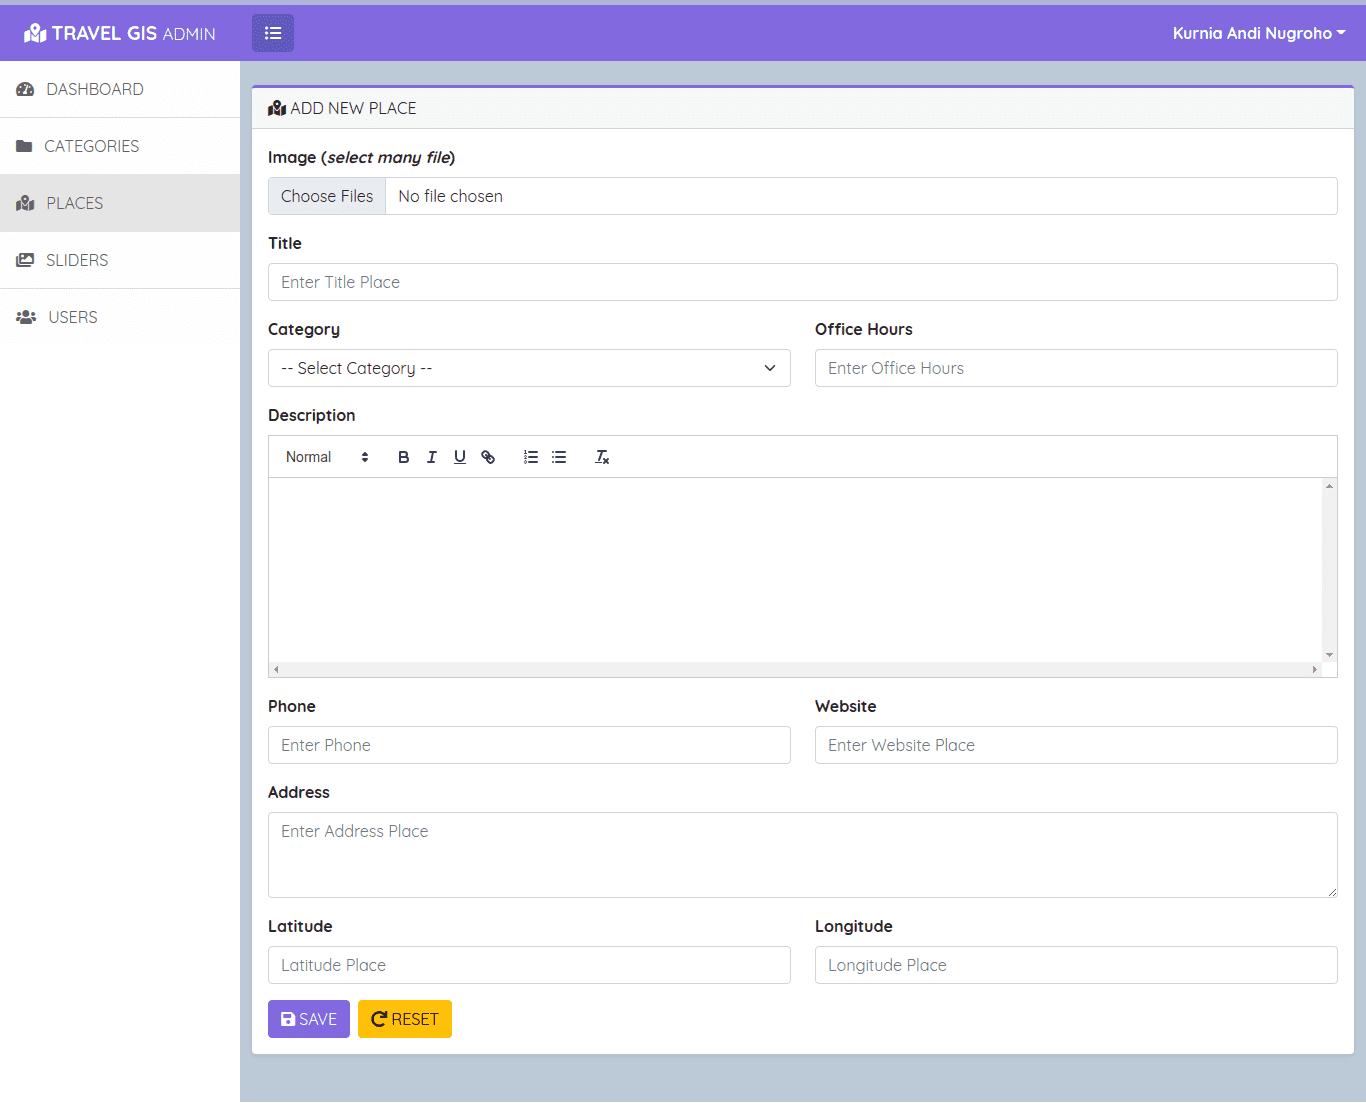 TRAVEL GIS ADMIN
Kurnia Andi Nugroho
DASHBOARD
CATEGORIES
PLACES
SLIDERS
USERS
ADD NEW PLACE
Image (select many file)
Choose Files No file chosen
Title
Enter Title Place
Category Office Hours
-- Select Category -- Enter Office Hours
Description
Normal B I U
Phone Website
Enter Phone Enter Website Place
Address
Enter Address Place
Latitude Longitude
Latitude Place Longitude Place
SAVE RESET